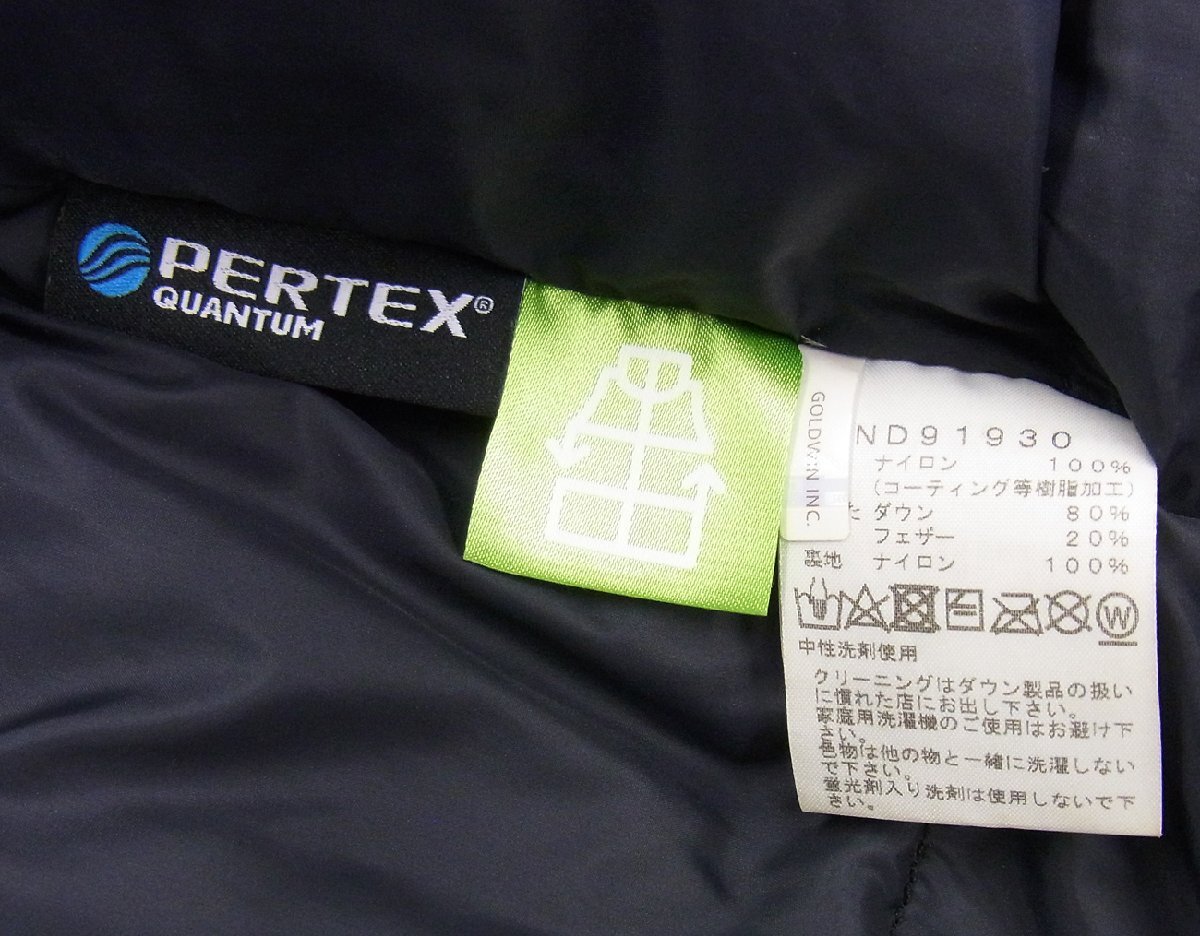 PERTEX®
QUANTUM
GOLDWIN INC.
ND91930
ナイロン 100%
(コーティング等樹脂加工)
た ダウン 80%
フェザー 20%
裏地 ナイロン 100%
W
中性洗剤使用
クリーニングはダウン製品の扱い
に慣れた店にお出し下さい。
家庭用洗濯機のご使用はお避け下
さい。
色物は他の物と一緒に洗濯しない
で下さい。
蛍光剤入り洗剤は使用しないで下
さい。